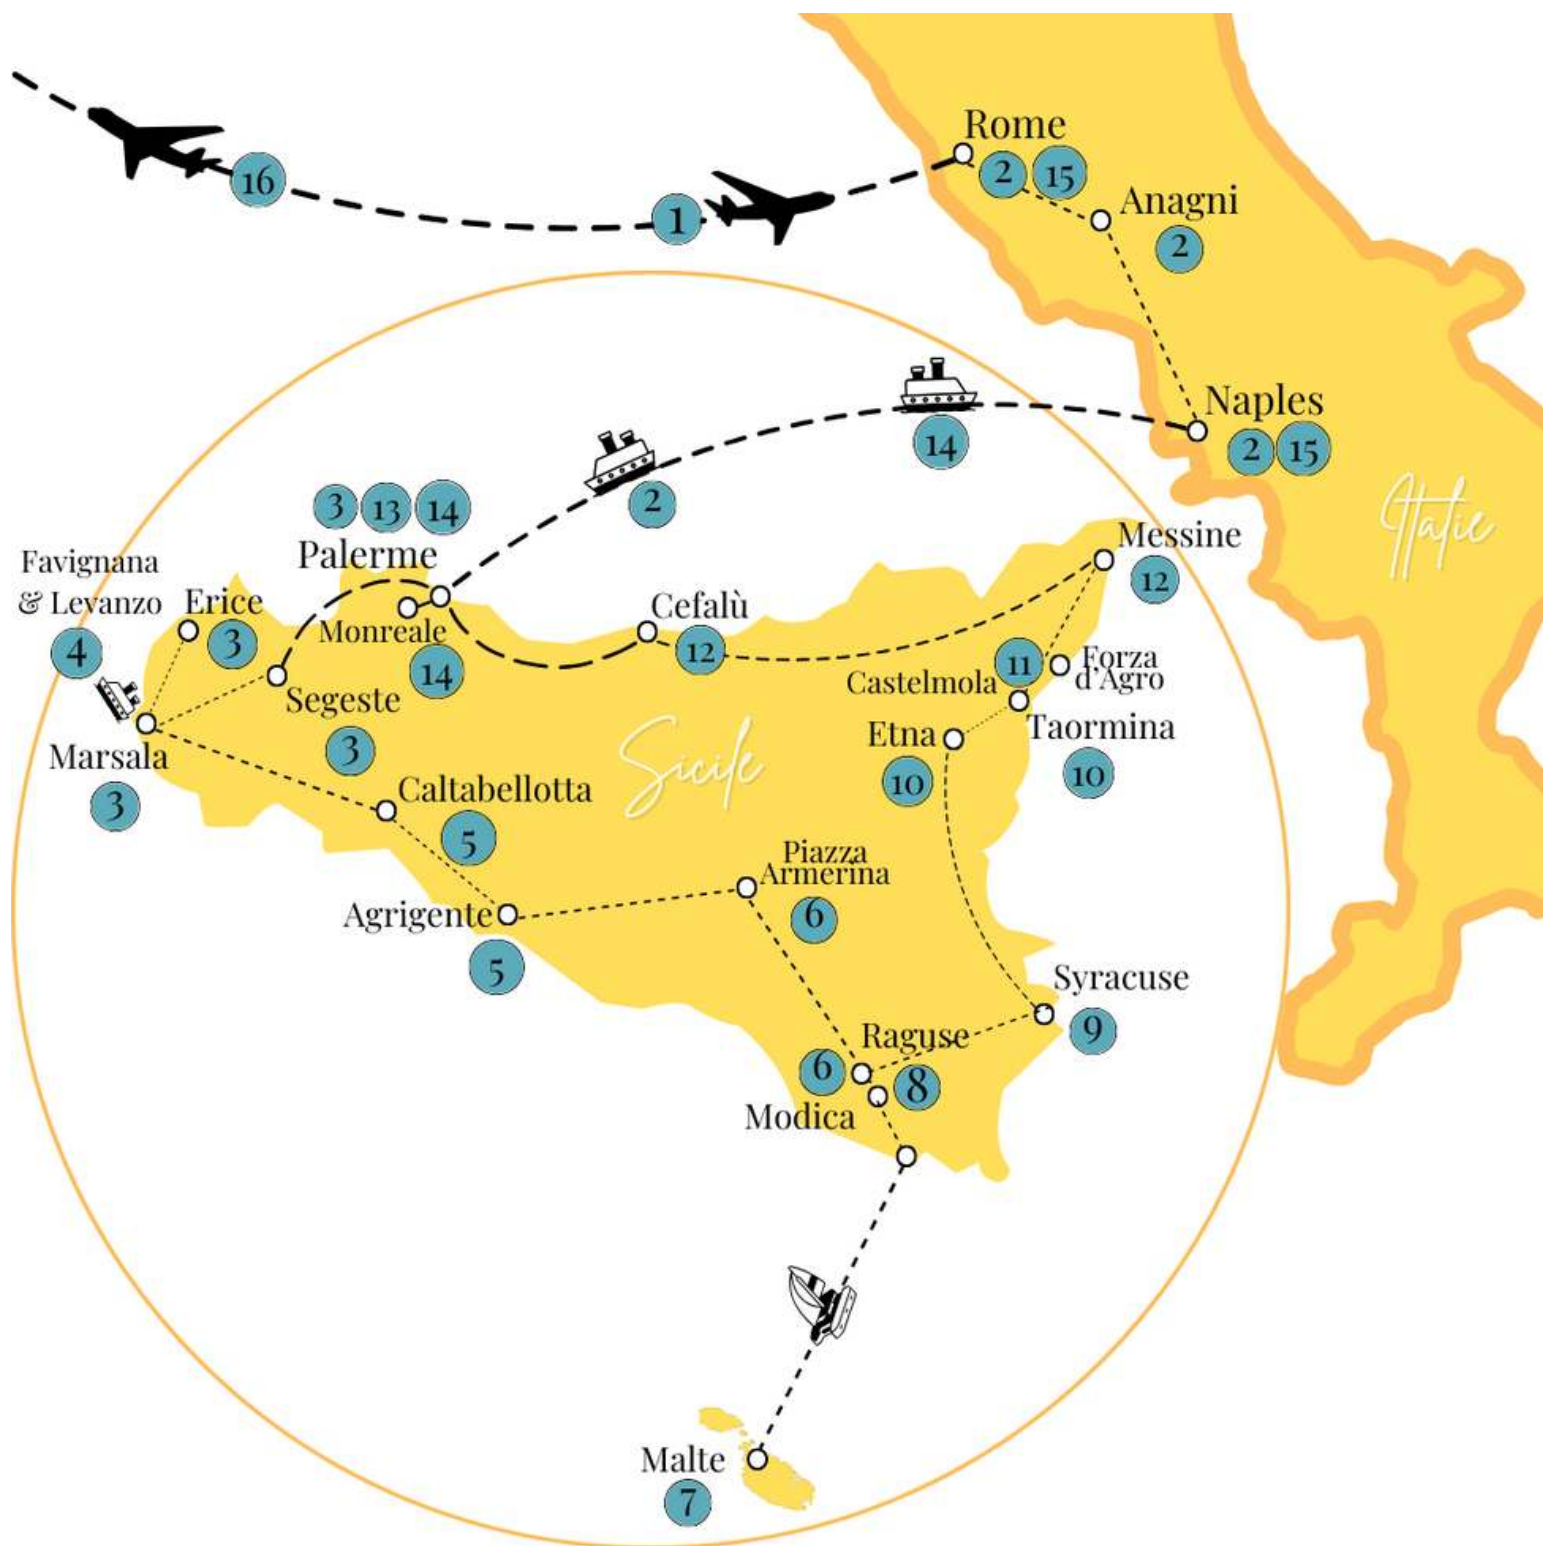 Rome
2 15
Anagni
2
16
1
Naples
2 15
14
2
Italie
3 13 14
Palerme
Messine
12
Favignana
& Levanzo
4
Erice
3
Monreale
14
Cefalù
12
11
Forza
d'Agro
Castelmola
Segeste
3
Marsala
3
Sicile
Etna
10
Taormina
10
Caltabellotta
5
Piazza
Armerina
6
Agrigente
5
Syracuse
9
Raguse
6
8
Modica
Malte
7